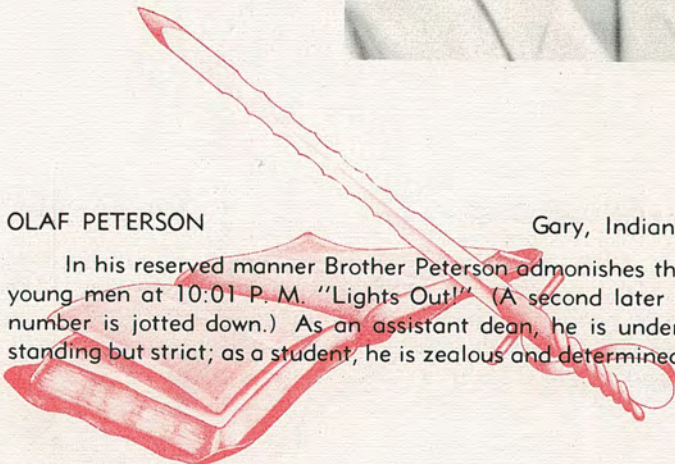 OLAF PETERSON Gary, Indian
In his reserved manner Brother Peterson admonishes th
young men at 10:01 P. M. "Lights Out!" (A second later
number is jotted down.) As an assistant dean, he is under
standing but strict; as a student, he is zealous and determined